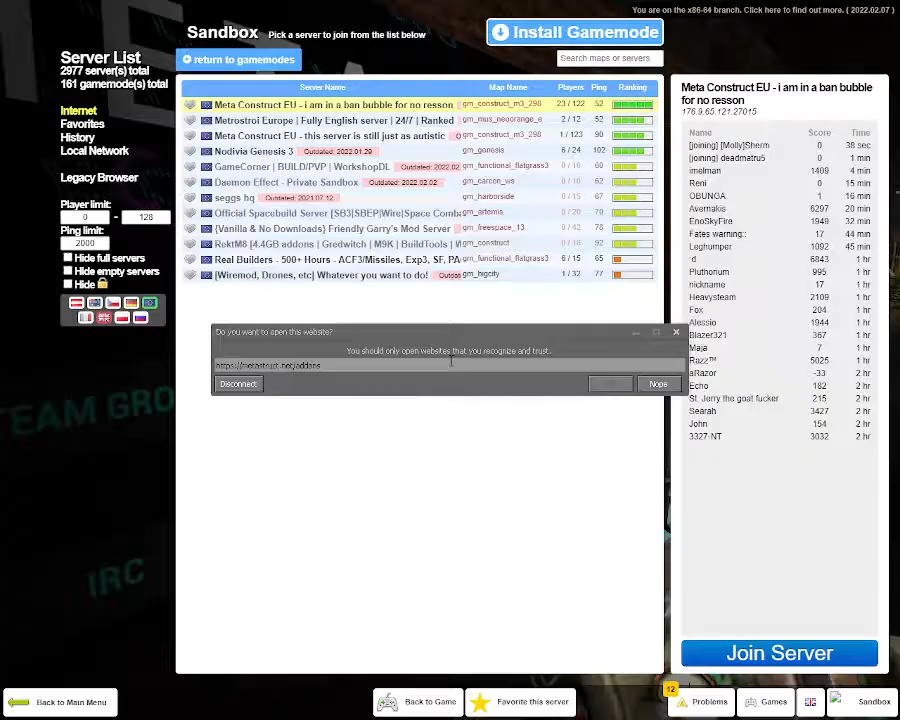 You are on the x86-64 branch. Click here to find out more. ( 2022.02.07 )
Sandbox Pick a server to join from the list below
Install Gamemode
return to gamemodes
Search maps or servers
Server List
2977 server(s) total
161 gamemode(s) total
Internet
Favorites
History
Local Network
Legacy Browser
Player limit:
0 - 128
Ping limit:
2000
Hide full servers
Hide empty servers
Hide
Server Name Map Name Players Ping Ranking
Meta Construct EU - i am in a ban bubble for no resson gm_construct_m3_298 23 / 122 52
Metrostroi Europe | Fully English server | 24/7 | Ranked gm_mus_neoorange_e 2 / 12 52
Meta Construct EU - this server is still just as autistic gm_construct_m3_298 1 / 123 90
Nodivia Genesis 3 Outdated: 2022.01.29 gm_genesis 6 / 24 102
GameCorner | BUILD/PVP | WorkshopDL Outdated: 2022.02 gm_functional_flatgrass3 0 / 16 60
Daemon Effect - Private Sandbox Outdated: 2022.02.02 gm_carcon_ws 62
seggs hq Outdated: 2021.07.12 gm_harborside 0 / 15 67
Official Spacebuild Server [SB3|SBEP|Wire|Space Comba gm_artemis 0 / 20 70
{Vanilla & No Downloads} Friendly Garry's Mod Server gm_freespace_13 0 / 42 78
RektM8 [4.4GB addons | Gredwitch | M9K | BuildTools | W gm_construct 92
Real Builders - 500+ Hours - ACF3/Missiles, Exp3, SF, PA gm_functional_flatgrass3 6 / 15 65
[Wiremod, Drones, etc] Whatever you want to do! Outdat gm_bigcity 1 / 32 77
Do you want to open this website?
You should only open websites that you recognize and trust.
https://metastruct.net/addons
Disconnect
Nope
Meta Construct EU - i am in a ban bubble
for no resson
176.9.65.121:27015
Name Score Time
[joining] [Molly]Sherm 0 38 sec
[joining] deadmatru5 0 1 min
imelman 1409 4 min
Reni 0 15 min
OBUNGA 1 16 min
Avernakis 6297 20 min
EnoSkyFire 1949 32 min
Fates warning:: 17 44 min
Leghumper 1092 45 min
:d 6843 1 hr
Pluthorium 995 1 hr
nickname 17 1 hr
Heavysteam 2109 1 hr
Fox 204 1 hr
Alessio 1944 1 hr
Blazer321 367 1 hr
Maja 7 1 hr
Razz™ 5025 1 hr
aRazor -33 2 hr
Echo 182 2 hr
St. Jerry the goat fucker 215 2 hr
Searah 3427 2 hr
John 154 2 hr
3327-NT 3032 2 hr
TEAM GRO
IRC
Join Server
Back to Main Menu
Back to Game
Favorite this server
12
Problems
Games
Sandbox